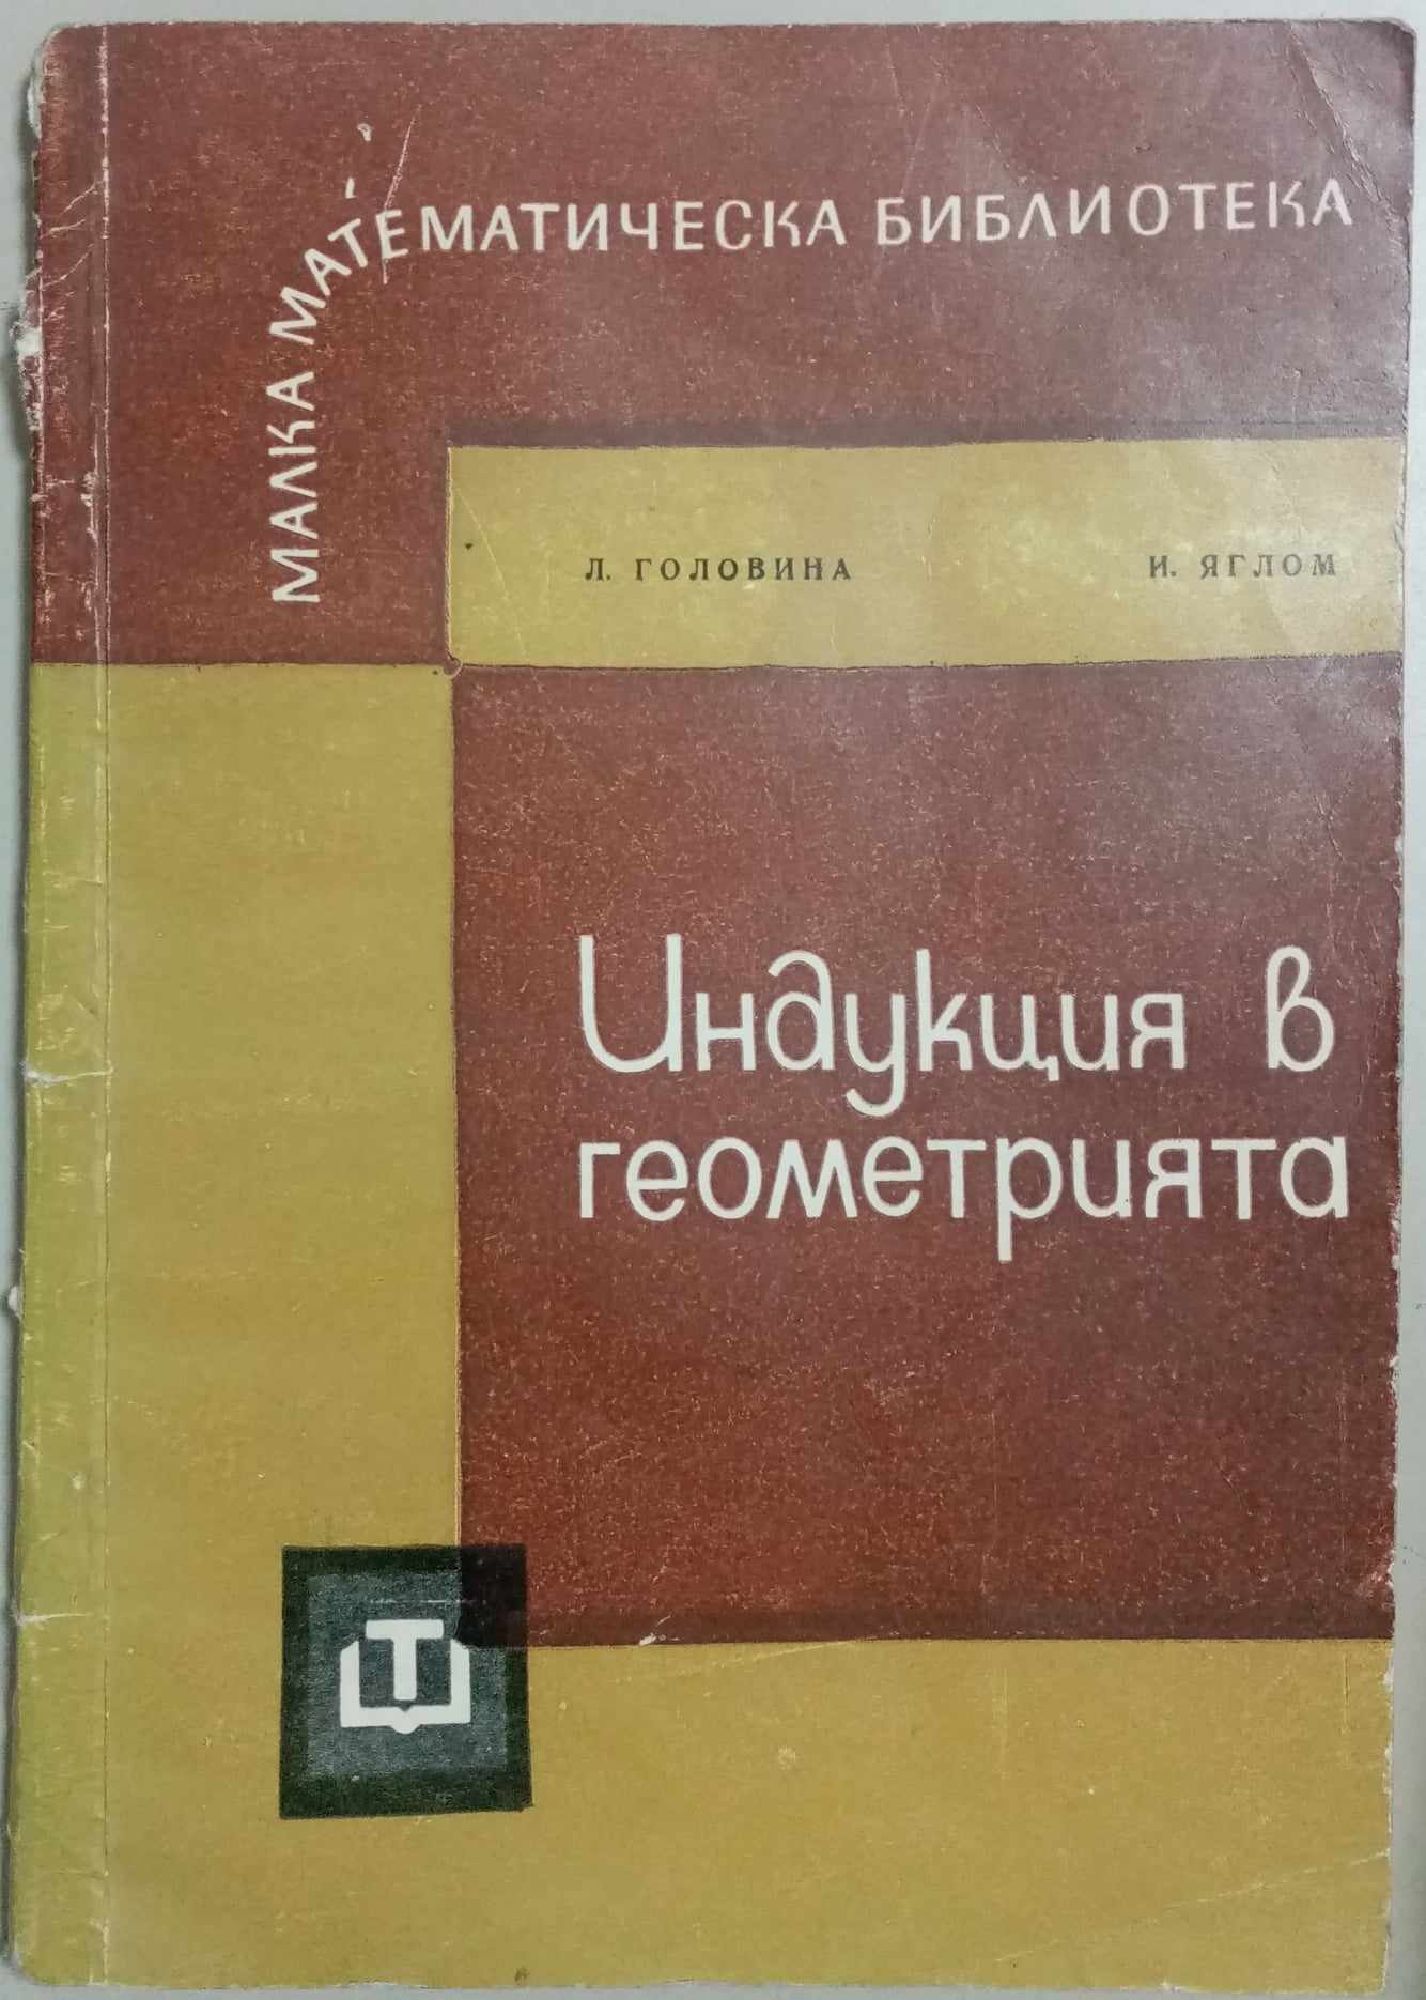 МАЛКА МАТЕМАТИЧЕСКА БИБЛИОТЕКА
Л. ГОЛОВИНА
И. ЯГЛОМ
Индукция в
геометрията
Т